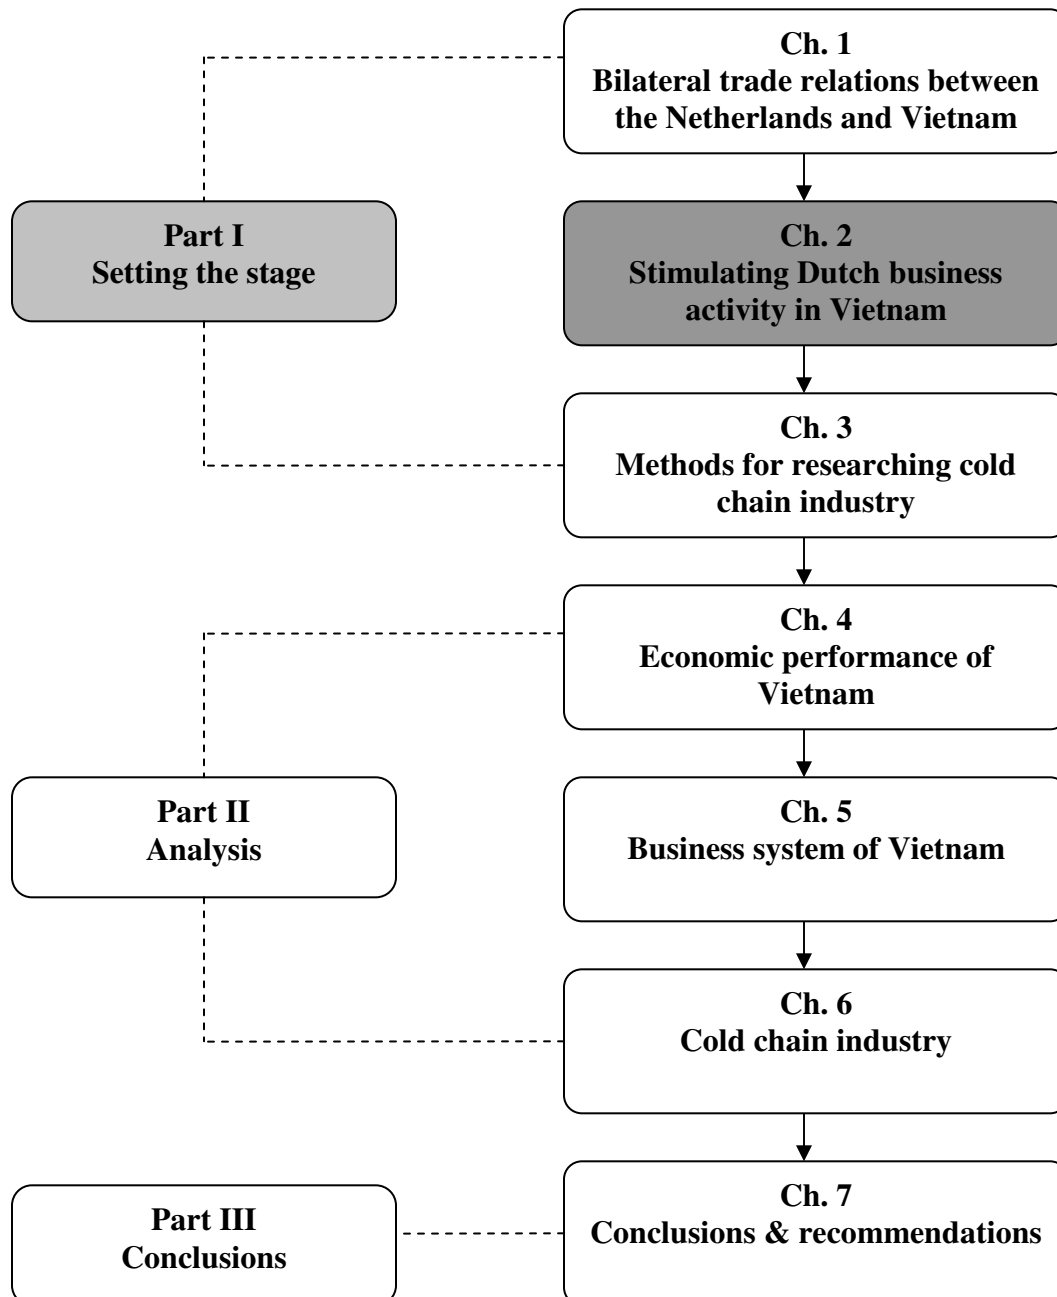 Ch. 1
Bilateral trade relations between
the Netherlands and Vietnam
Part I
Setting the stage
Ch. 2
Stimulating Dutch business
activity in Vietnam
Ch. 3
Methods for researching cold
chain industry
Ch. 4
Economic performance of
Vietnam
Part II
Analysis
Ch. 5
Business system of Vietnam
Ch. 6
Cold chain industry
Part III
Conclusions
Ch. 7
Conclusions & recommendations